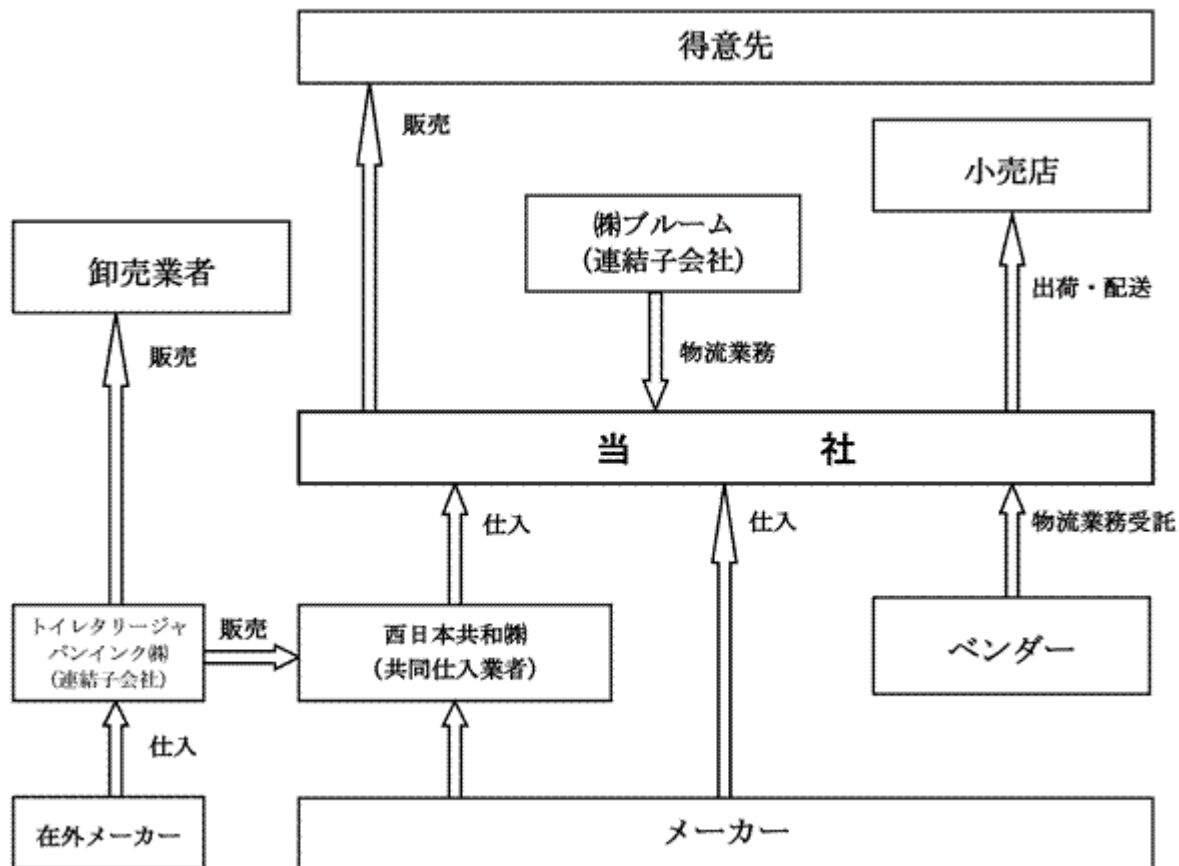 得意先
販売
小売店
㈱ブルーム
(連結子会社)
卸売業者
出荷・配送
販売
物流業務
当社
仕入
仕入
物流業務受託
トイレタリージャ
パンインク㈱
(連結子会社)
販売
西日本共和㈱
(共同仕入業者)
ベンダー
仕入
在外メーカー
メーカー